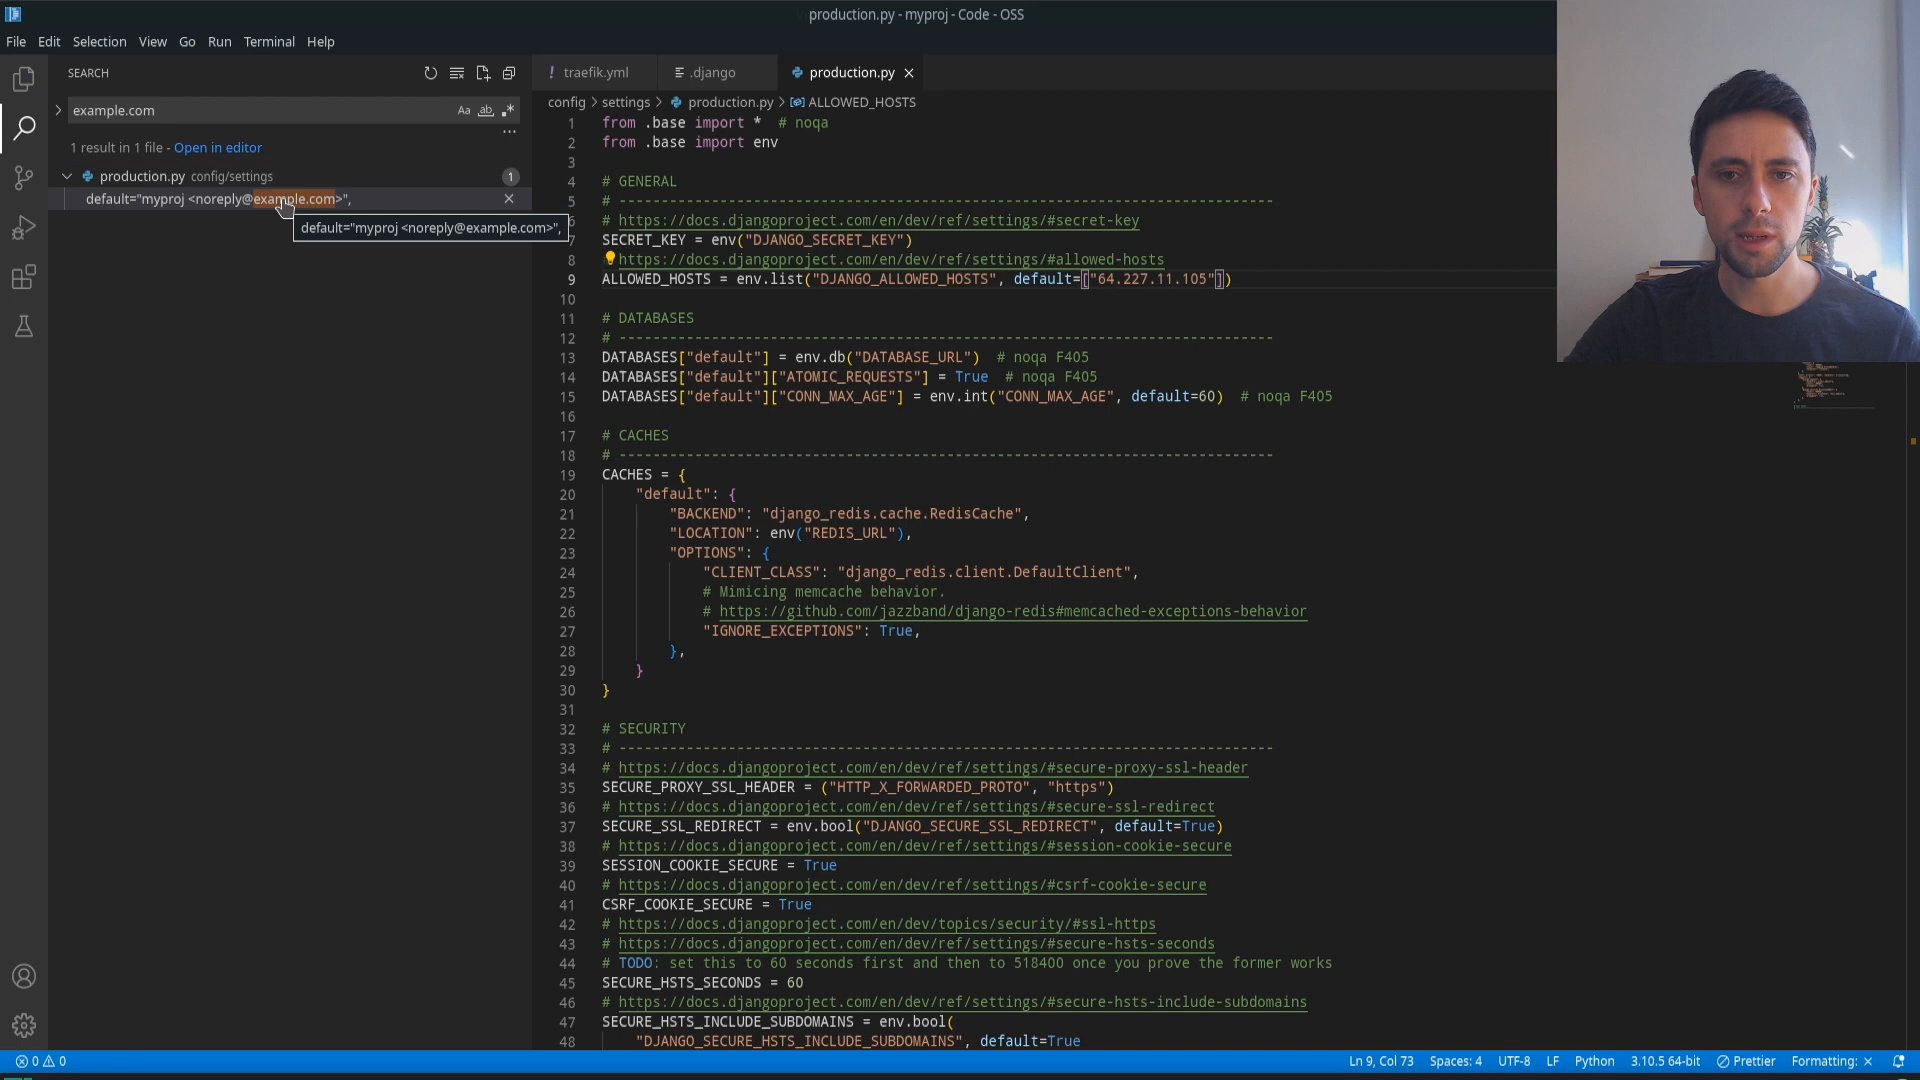 production.py - myproj - Code - OSS
File Edit Selection View Go Run Terminal Help
SEARCH
example.com
Aa ab .*
...
1 result in 1 file - Open in editor
production.py config/settings 1
default="myproj <noreply@example.com>",
default="myproj <noreply@example.com>",
! traefik.yml .django production.py
config > settings > production.py > ALLOWED_HOSTS
1 from .base import * # noqa
2 from .base import env
3
4 # GENERAL
5 # ------------------------------------------------------------------------------
# https://docs.djangoproject.com/en/dev/ref/settings/#secret-key
7 SECRET_KEY = env("DJANGO_SECRET_KEY")
8 https://docs.djangoproject.com/en/dev/ref/settings/#allowed-hosts
9 ALLOWED_HOSTS = env.list("DJANGO_ALLOWED_HOSTS", default=["64.227.11.105"])
10
11 # DATABASES
12 # ------------------------------------------------------------------------------
13 DATABASES["default"] = env.db("DATABASE_URL") # noqa F405
14 DATABASES["default"]["ATOMIC_REQUESTS"] = True # noqa F405
15 DATABASES["default"]["CONN_MAX_AGE"] = env.int("CONN_MAX_AGE", default=60) # noqa F405
16
17 # CACHES
18 # ------------------------------------------------------------------------------
19 CACHES = {
20 "default": {
21 "BACKEND": "django_redis.cache.RedisCache",
22 "LOCATION": env("REDIS_URL"),
23 "OPTIONS": {
24 "CLIENT_CLASS": "django_redis.client.DefaultClient",
25 # Mimicing memcache behavior.
26 # https://github.com/jazzband/django-redis#memcached-exceptions-behavior
27 "IGNORE_EXCEPTIONS": True,
28 },
29 }
30 }
31
32 # SECURITY
33 # ------------------------------------------------------------------------------
34 # https://docs.djangoproject.com/en/dev/ref/settings/#secure-proxy-ssl-header
35 SECURE_PROXY_SSL_HEADER = ("HTTP_X_FORWARDED_PROTO", "https")
36 # https://docs.djangoproject.com/en/dev/ref/settings/#secure-ssl-redirect
37 SECURE_SSL_REDIRECT = env.bool("DJANGO_SECURE_SSL_REDIRECT", default=True)
38 # https://docs.djangoproject.com/en/dev/ref/settings/#session-cookie-secure
39 SESSION_COOKIE_SECURE = True
40 # https://docs.djangoproject.com/en/dev/ref/settings/#csrf-cookie-secure
41 CSRF_COOKIE_SECURE = True
42 # https://docs.djangoproject.com/en/dev/topics/security/#ssl-https
43 # https://docs.djangoproject.com/en/dev/ref/settings/#secure-hsts-seconds
44 # TODO: set this to 60 seconds first and then to 518400 once you prove the former works
45 SECURE_HSTS_SECONDS = 60
46 # https://docs.djangoproject.com/en/dev/ref/settings/#secure-hsts-include-subdomains
47 SECURE_HSTS_INCLUDE_SUBDOMAINS = env.bool(
48 "DJANGO_SECURE_HSTS_INCLUDE_SUBDOMAINS", default=True
0 0 Ln 9, Col 73 Spaces: 4 UTF-8 LF Python 3.10.5 64-bit Prettier Formatting: ×